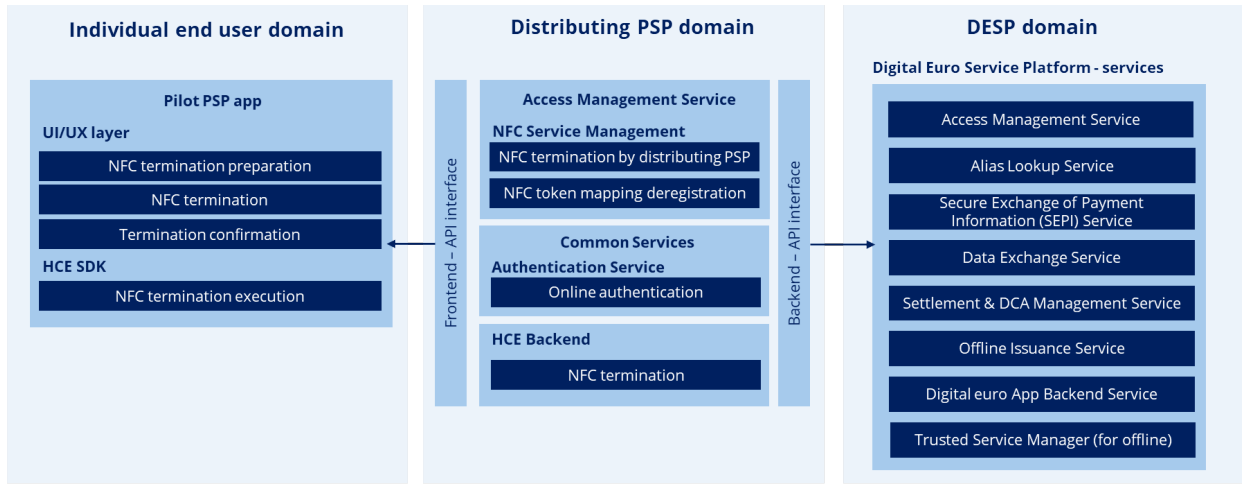 Individual end user domain
Pilot PSP app
UI/UX layer
NFC termination preparation
NFC termination
Termination confirmation
HCE SDK
NFC termination execution
Distributing PSP domain
Frontend – API interface
Access Management Service
NFC Service Management
NFC termination by distributing PSP
NFC token mapping deregistration
Common Services
Authentication Service
Online authentication
HCE Backend
NFC termination
Backend – API interface
DESP domain
Digital Euro Service Platform - services
Access Management Service
Alias Lookup Service
Secure Exchange of Payment
Information (SEPI) Service
Data Exchange Service
Settlement & DCA Management Service
Offline Issuance Service
Digital euro App Backend Service
Trusted Service Manager (for offline)